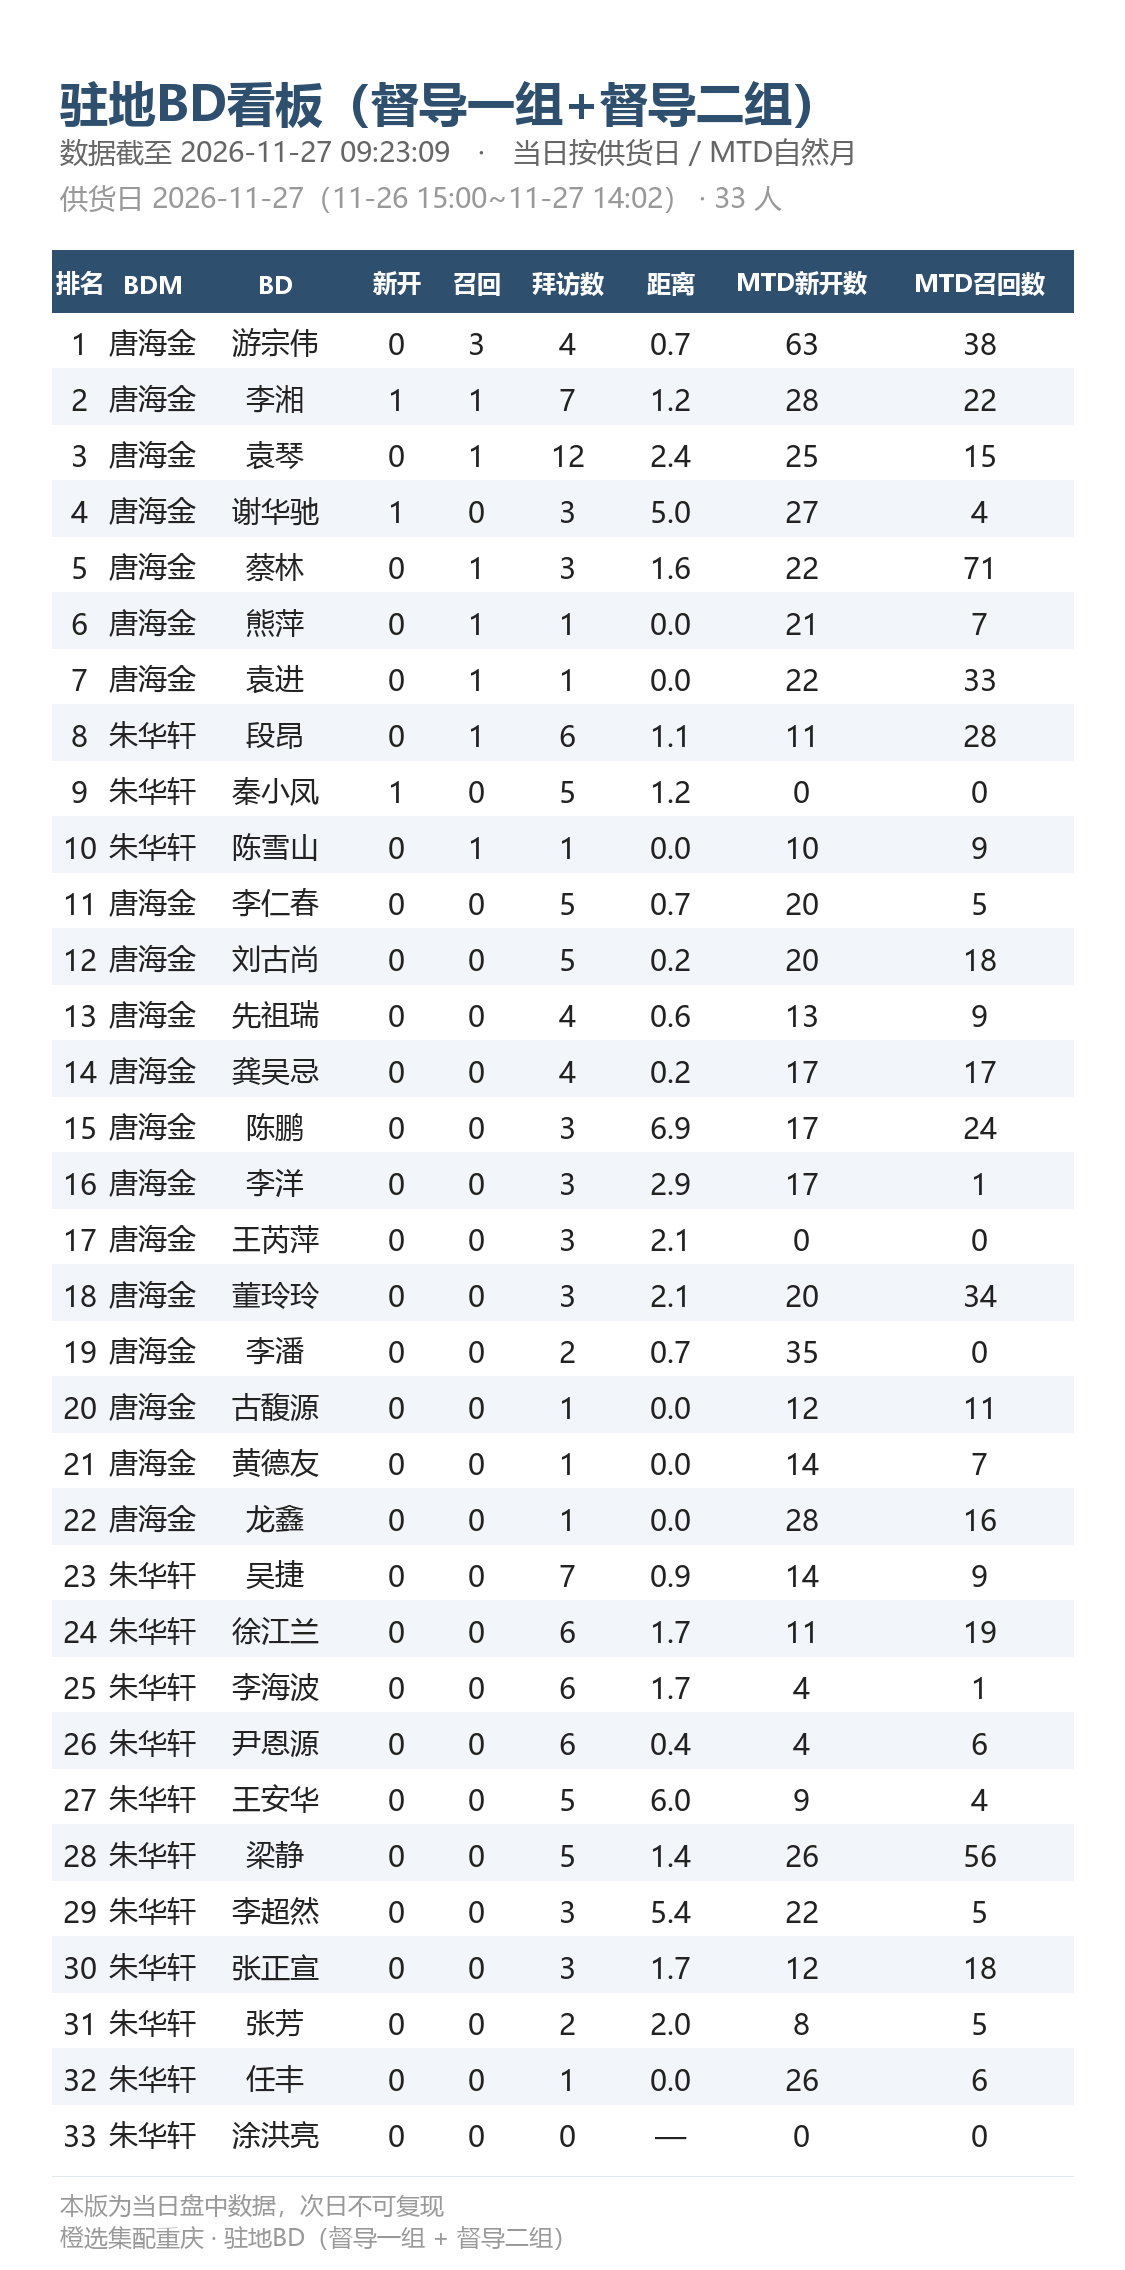 驻地BD看板（督导一组+督导二组）
数据截至 2026-11-27 09:23:09 · 当日按供货日 / MTD自然月
供货日 2026-11-27（11-26 15:00~11-27 14:02） · 33 人
排名 BDM BD 新开 召回 拜访数 距离 MTD新开数 MTD召回数
1 唐海金 游宗伟 0 3 4 0.7 63 38
2 唐海金 李湘 1 1 7 1.2 28 22
3 唐海金 袁琴 0 1 12 2.4 25 15
4 唐海金 谢华驰 1 0 3 5.0 27 4
5 唐海金 蔡林 0 1 3 1.6 22 71
6 唐海金 熊萍 0 1 1 0.0 21 7
7 唐海金 袁进 0 1 1 0.0 22 33
8 朱华轩 段昂 0 1 6 1.1 11 28
9 朱华轩 秦小凤 1 0 5 1.2 0 0
10 朱华轩 陈雪山 0 1 1 0.0 10 9
11 唐海金 李仁春 0 0 5 0.7 20 5
12 唐海金 刘古尚 0 0 5 0.2 20 18
13 唐海金 先祖瑞 0 0 4 0.6 13 9
14 唐海金 龚吴忌 0 0 4 0.2 17 17
15 唐海金 陈鹏 0 0 3 6.9 17 24
16 唐海金 李洋 0 0 3 2.9 17 1
17 唐海金 王芮萍 0 0 3 2.1 0 0
18 唐海金 董玲玲 0 0 3 2.1 20 34
19 唐海金 李潘 0 0 2 0.7 35 0
20 唐海金 古馥源 0 0 1 0.0 12 11
21 唐海金 黄德友 0 0 1 0.0 14 7
22 唐海金 龙鑫 0 0 1 0.0 28 16
23 朱华轩 吴捷 0 0 7 0.9 14 9
24 朱华轩 徐江兰 0 0 6 1.7 11 19
25 朱华轩 李海波 0 0 6 1.7 4 1
26 朱华轩 尹恩源 0 0 6 0.4 4 6
27 朱华轩 王安华 0 0 5 6.0 9 4
28 朱华轩 梁静 0 0 5 1.4 26 56
29 朱华轩 李超然 0 0 3 5.4 22 5
30 朱华轩 张正宣 0 0 3 1.7 12 18
31 朱华轩 张芳 0 0 2 2.0 8 5
32 朱华轩 任丰 0 0 1 0.0 26 6
33 朱华轩 涂洪亮 0 0 0 — 0 0
本版为当日盘中数据，次日不可复现
橙选集配重庆 · 驻地BD（督导一组 + 督导二组）